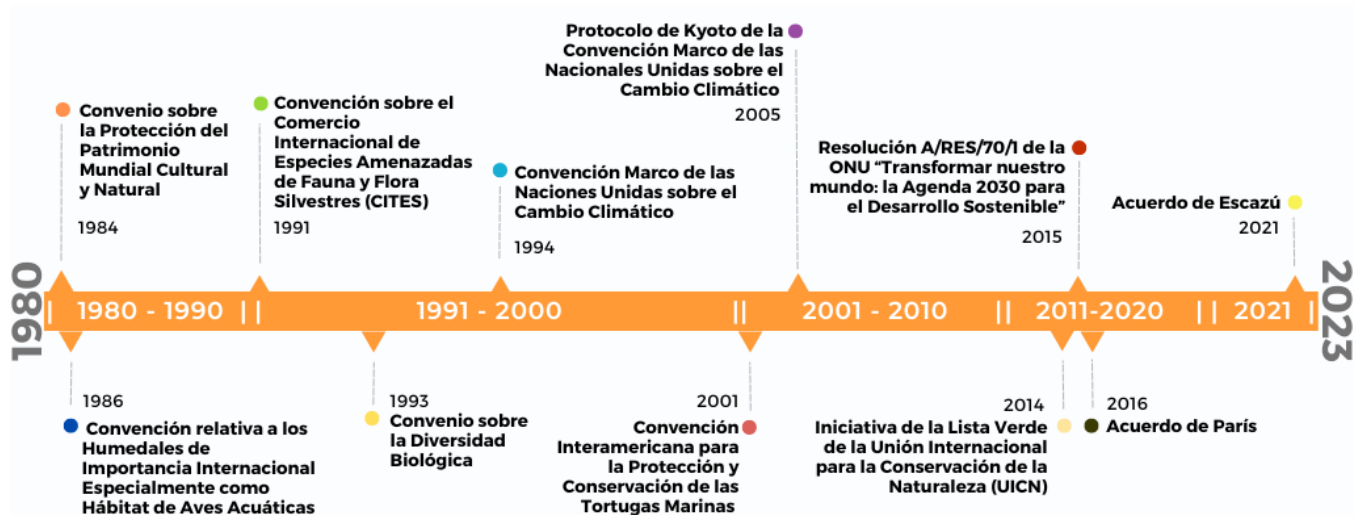 Protocolo de Kyoto de la
Convención Marco de las
Nacionales Unidas sobre el
Cambio Climático
2005
Convenio sobre
la Protección del
Patrimonio
Mundial Cultural
y Natural
1984
Convención sobre el
Comercio
Internacional de
Especies Amenazadas
de Fauna y Flora
Silvestres (CITES)
1991
Convención Marco de las
Naciones Unidas sobre el
Cambio Climático
1994
Resolución A/RES/70/1 de la
ONU “Transformar nuestro
mundo: la Agenda 2030 para
el Desarrollo Sostenible”
2015
Acuerdo de Escazú
2021
1980
|| 1980 - 1990 || 1991 - 2000 || 2001 - 2010 || 2011-2020 || 2021 |
2023
1986
Convención relativa a los
Humedales de
Importancia Internacional
Especialmente como
Hábitat de Aves Acuáticas
1993
Convenio sobre
la Diversidad
Biológica
2001
Convención
Interamericana para
la Protección y
Conservación de las
Tortugas Marinas
2014
Iniciativa de la Lista Verde
de la Unión Internacional
para la Conservación de la
Naturaleza (UICN)
2016
Acuerdo de París